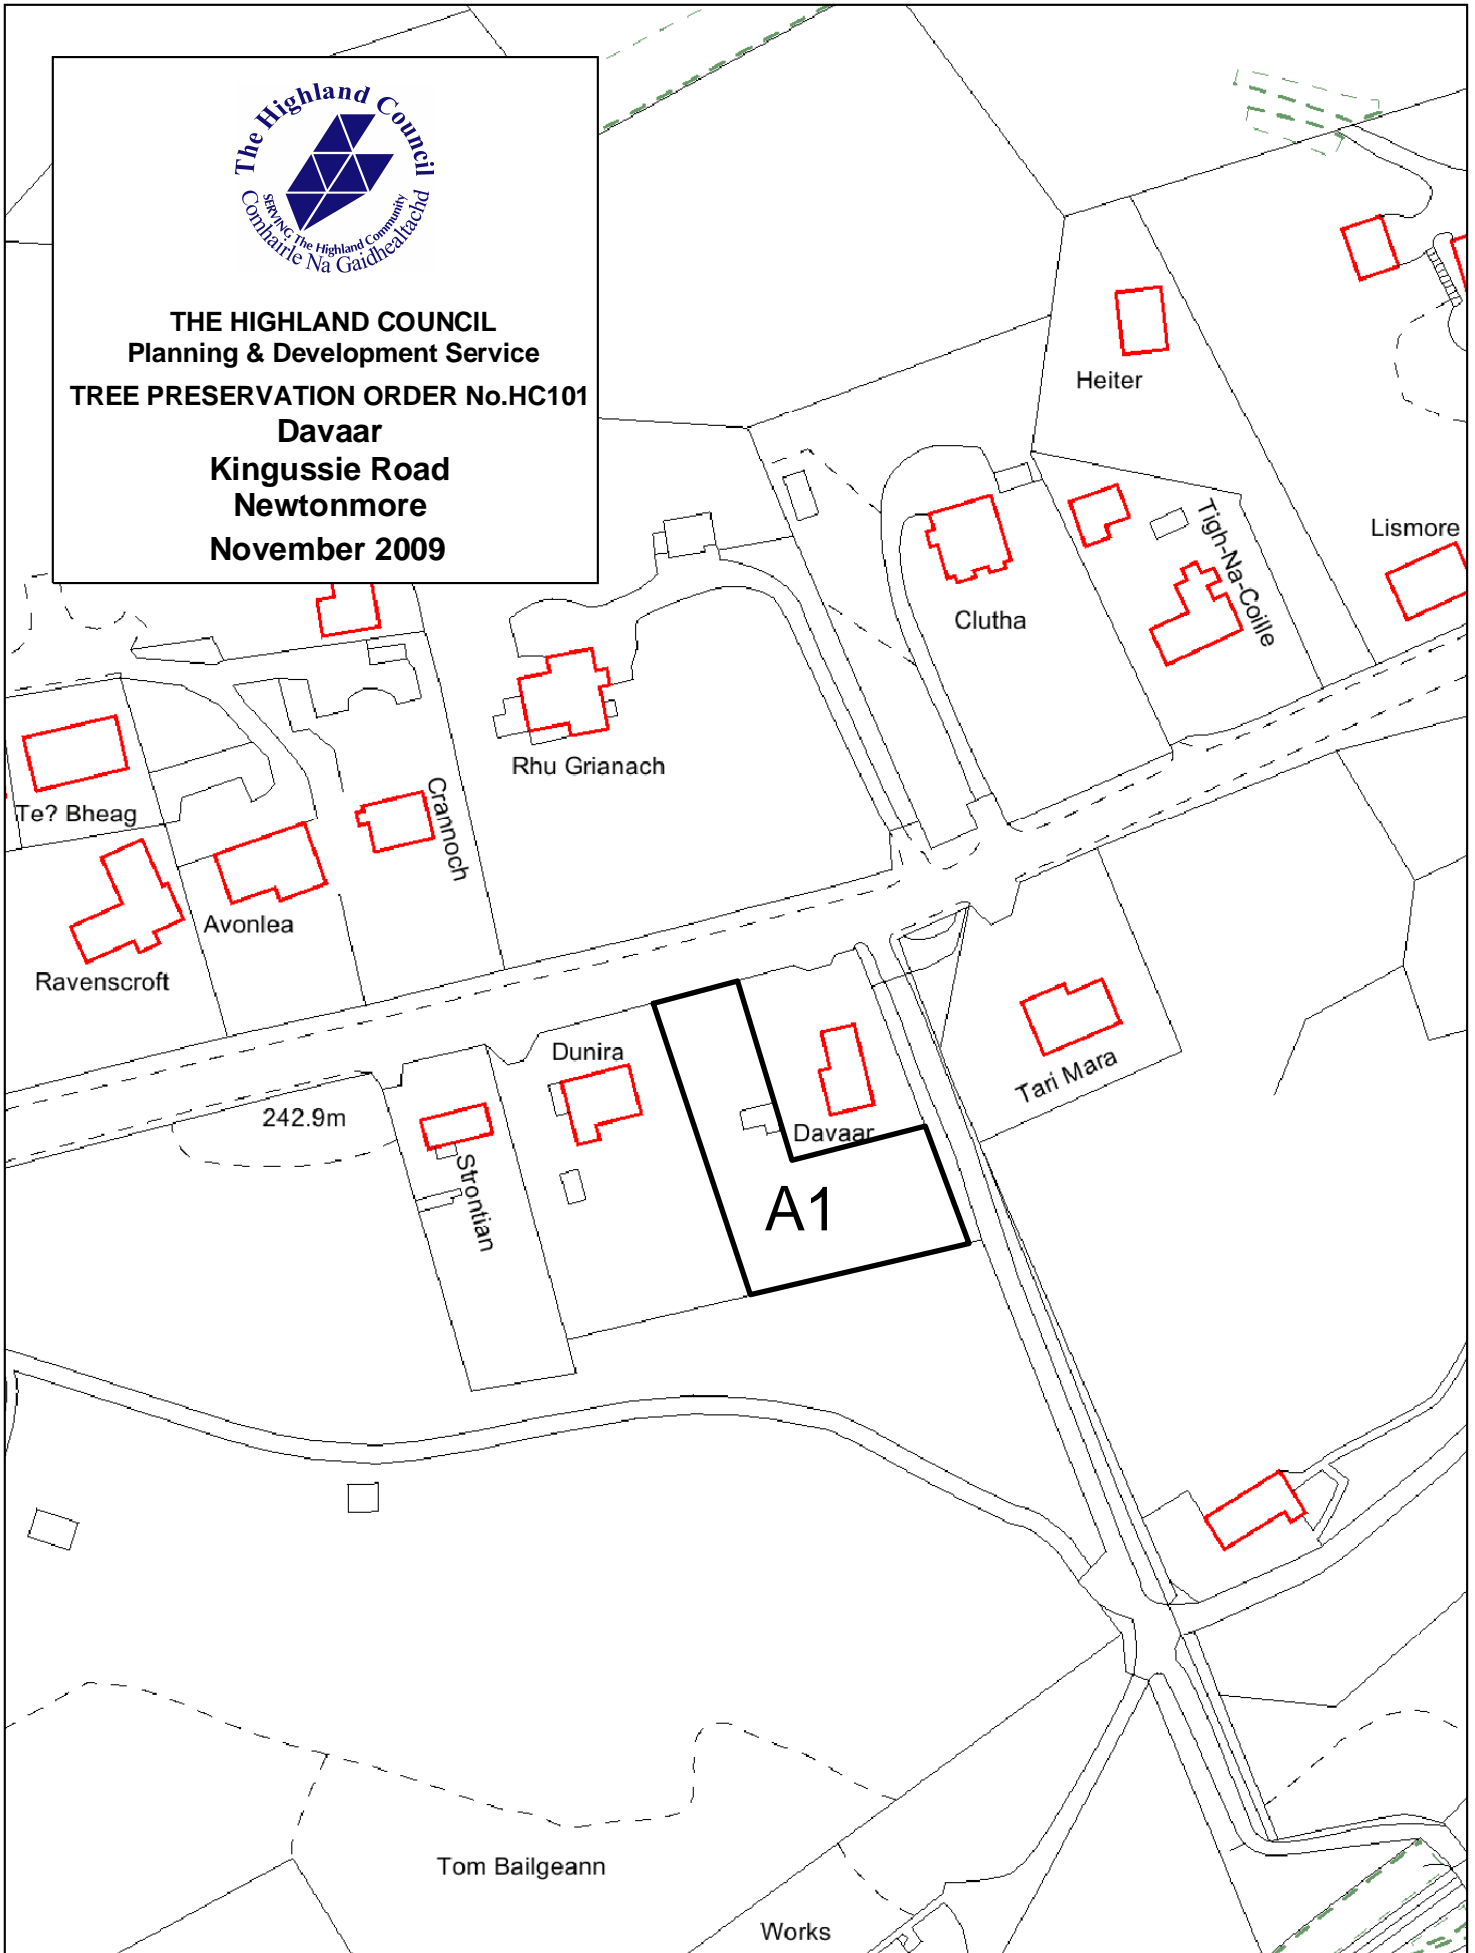 The Highland Council
SERVING The Highland Community
Comhairle Na Gaidhealtachd
THE HIGHLAND COUNCIL
Planning & Development Service
TREE PRESERVATION ORDER No.HC101
Davaar
Kingussie Road
Newtonmore
November 2009
Heiter
Lismore
Tigh-Na-Coille
Clutha
Rhu Grianach
Te? Bheag
Crannoch
Avonlea
Ravenscroft
Dunira
Tari Mara
242.9m
Davaar
Strontian
A1
Tom Bailgeann
Works